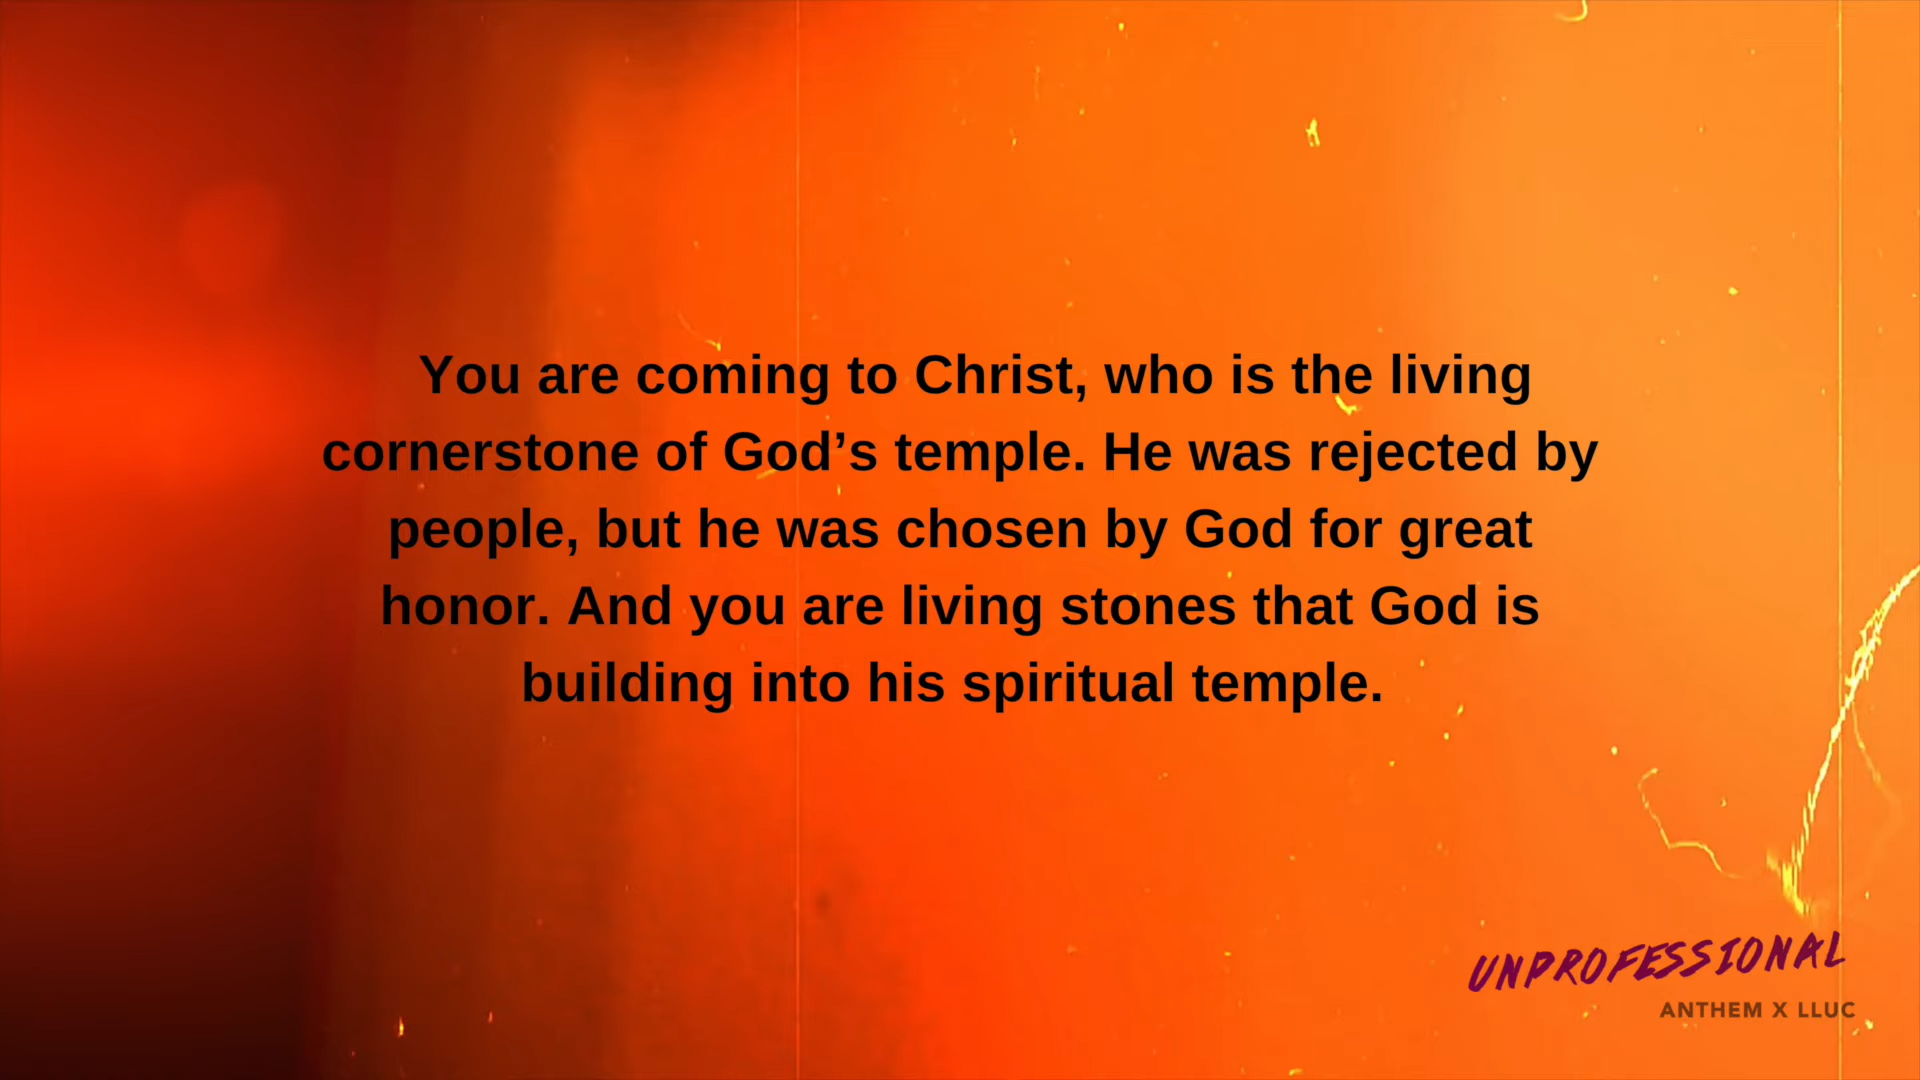 You are coming to Christ, who is the living
cornerstone of God’s temple. He was rejected by
people, but he was chosen by God for great
honor. And you are living stones that God is
building into his spiritual temple.
UNPROFESSIONAL
ANTHEM X LLUC